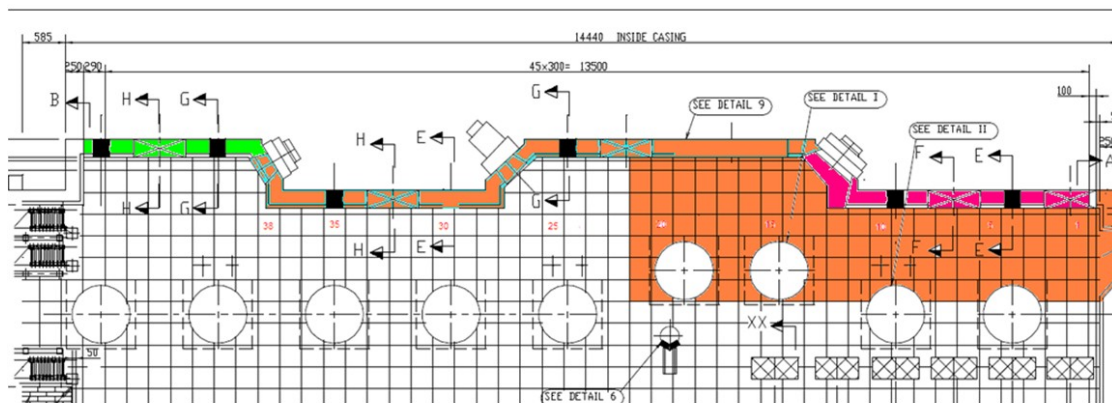 585
14440 INSIDE CASING
250
290
45×300= 13500
100
B
H
G
G
SEE DETAIL 9
SEE DETAIL I
SEE DETAIL II
H
E
F
E
A
H
G
G
38
35
30
25
H
E
F
E
XX
50
SEE DETAIL 6